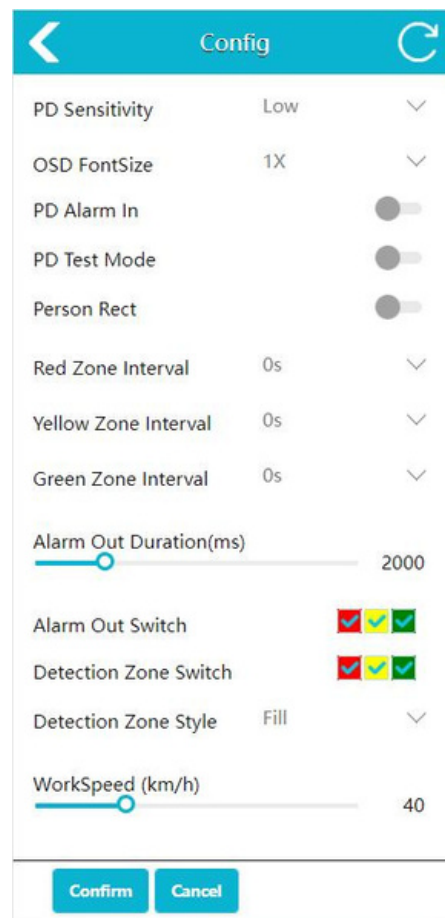 Config
PD Sensitivity Low
OSD FontSize 1X
PD Alarm In
PD Test Mode
Person Rect
Red Zone Interval 0s
Yellow Zone Interval 0s
Green Zone Interval 0s
Alarm Out Duration(ms)
2000
Alarm Out Switch
Detection Zone Switch
Detection Zone Style Fill
WorkSpeed (km/h)
40
Confirm Cancel